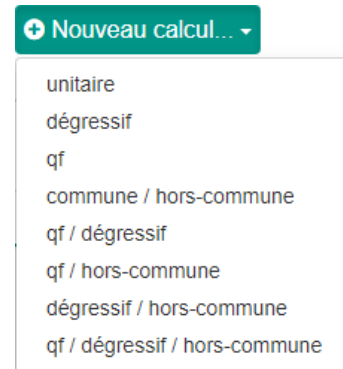 Nouveau calcul...
unitaire
dégressif
qf
commune / hors-commune
qf / dégressif
qf / hors-commune
dégressif / hors-commune
qf / dégressif / hors-commune